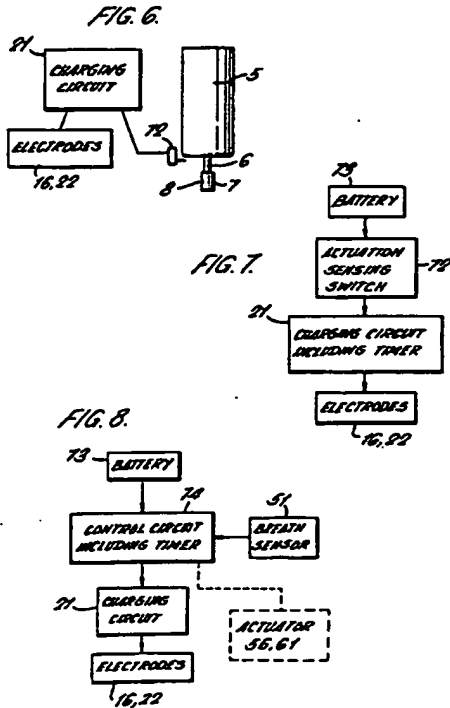 FIG. 6.
21
CHARGING
CIRCUIT
5
ELECTRODES
72
16,22
6
8
7
73
BATTERY
FIG. 7.
ACTUATION
SENSING
SWITCH
72
21
CHARGING CIRCUIT
INCLUDING TIMER
ELECTRODES
16,22
FIG. 8.
73
BATTERY
74
51
CONTROL CIRCUIT
INCLUDING TIMER
BREATH
SENSOR
21
CHARGING
CIRCUIT
ACTUATOR
56,61
ELECTRODES
16,22